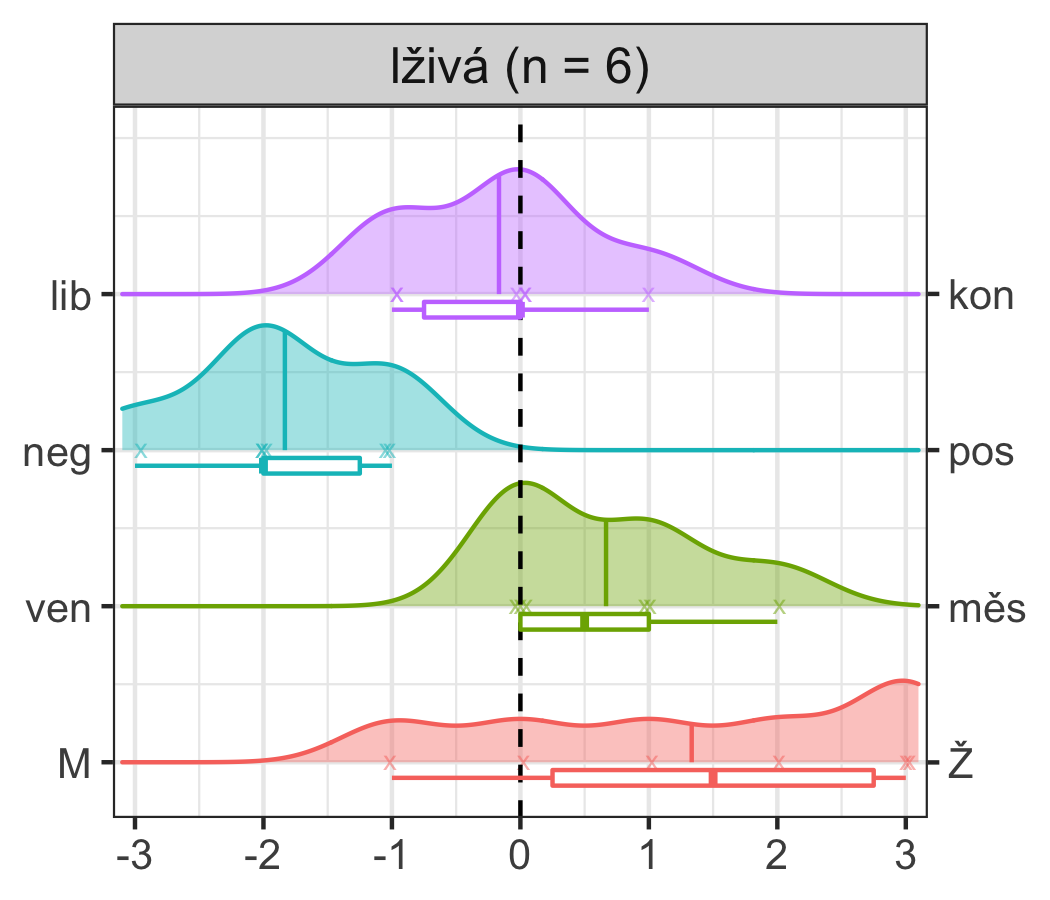 lživá (n = 6)
lib kon
neg pos
ven měs
M Ž
-3 -2 -1 0 1 2 3